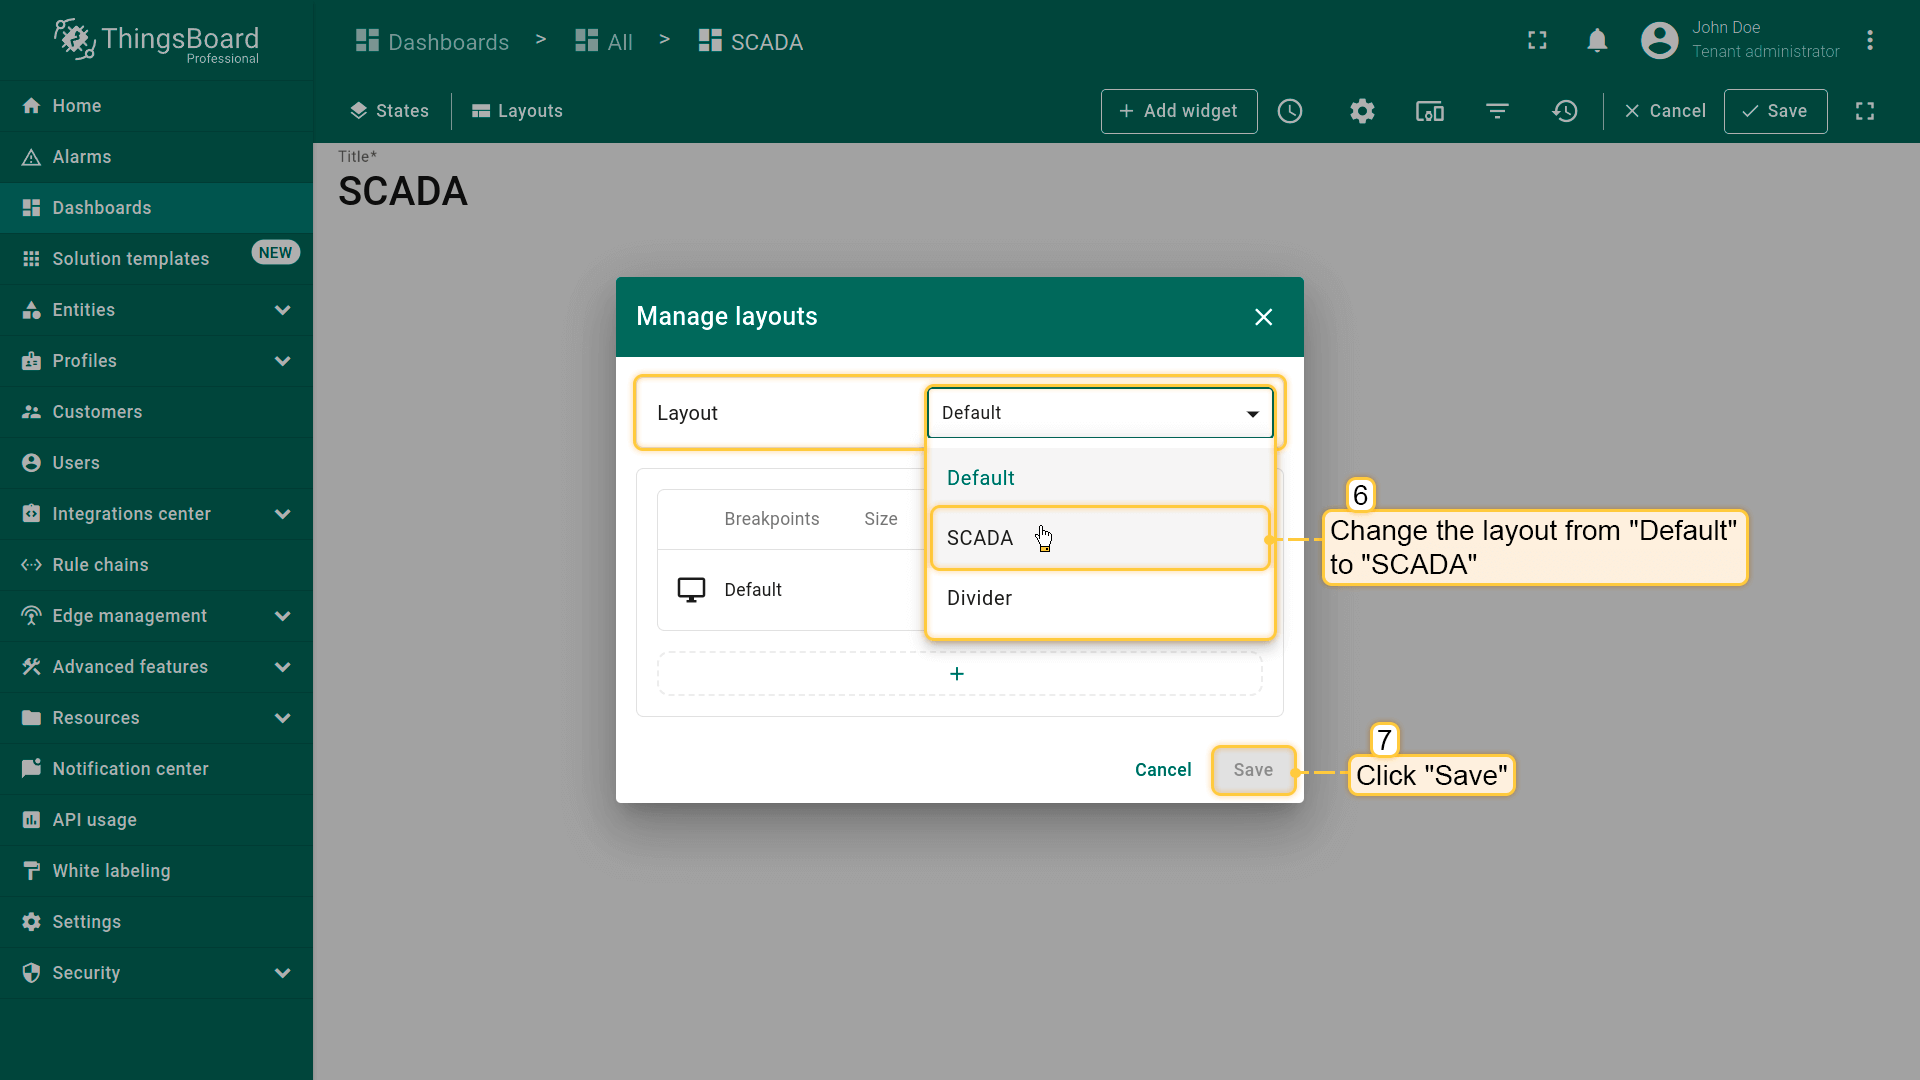 ThingsBoard
Professional
Dashboards > All > SCADA
John Doe
Tenant administrator
Home
Alarms
Dashboards
Solution templates NEW
Entities
Profiles
Customers
Users
Integrations center
Rule chains
Edge management
Advanced features
Resources
Notification center
API usage
White labeling
Settings
Security
States
Layouts
+ Add widget
Cancel
Save
Title*
SCADA
Manage layouts
Layout
Default
Default
SCADA
Divider
Breakpoints Size
Default
+
Cancel
Save
6
Change the layout from "Default"
to "SCADA"
7
Click "Save"